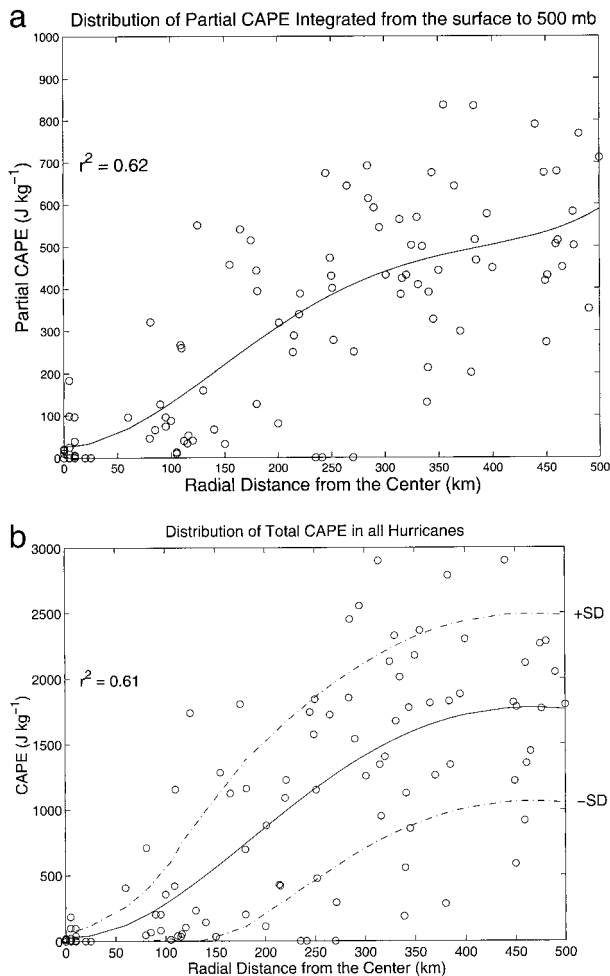 a
Distribution of Partial CAPE Integrated from the surface to 500 mb
1000
900
800
700
600
500
400
300
200
100
0
Partial CAPE (J kg⁻¹)
r² = 0.62
0 50 100 150 200 250 300 350 400 450 500
Radial Distance from the Center (km)
b
Distribution of Total CAPE in all Hurricanes
3000
2500
2000
1500
1000
500
0
CAPE (J kg⁻¹)
r² = 0.61
+SD
−SD
0 50 100 150 200 250 300 350 400 450 500
Radial Distance from the Center (km)